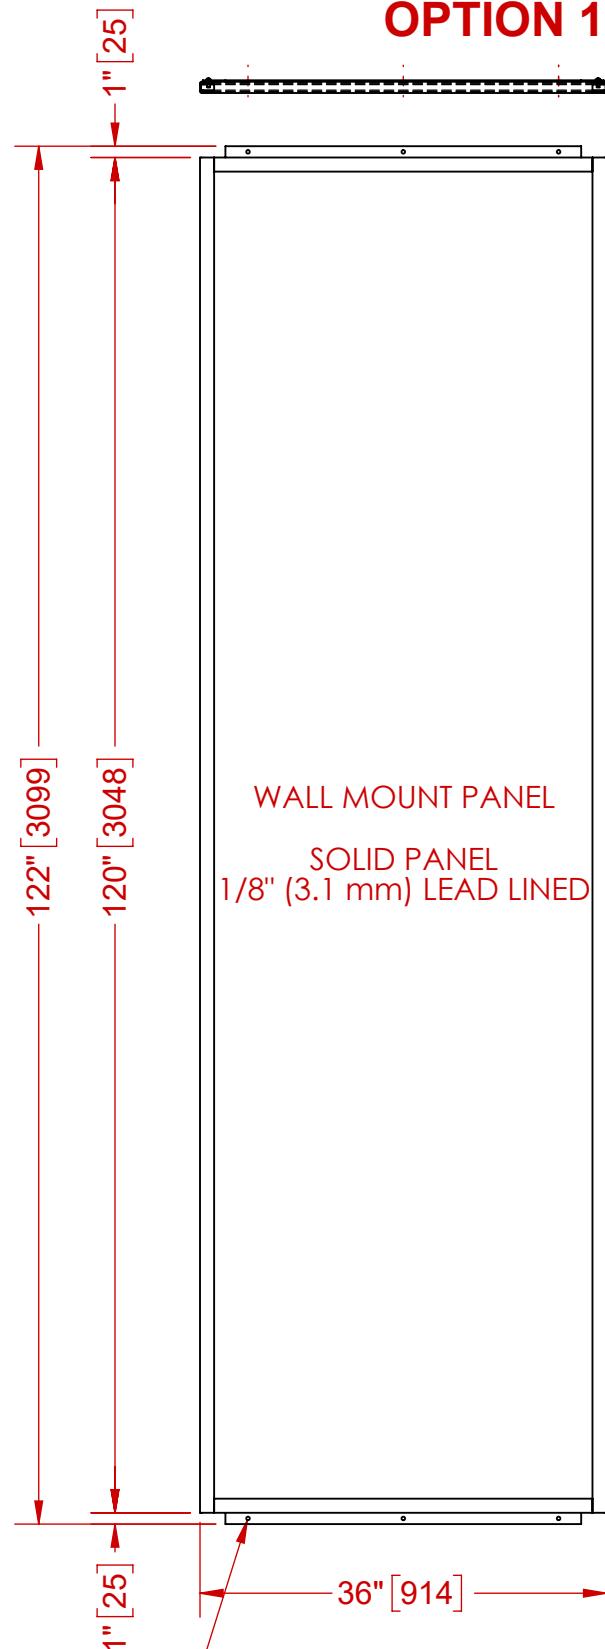 OPTION 1
1" [25]
122" [3099]
120" [3048]
WALL MOUNT PANEL
SOLID PANEL
1/8" (3.1 mm) LEAD LINED
1" [25]
36" [914]